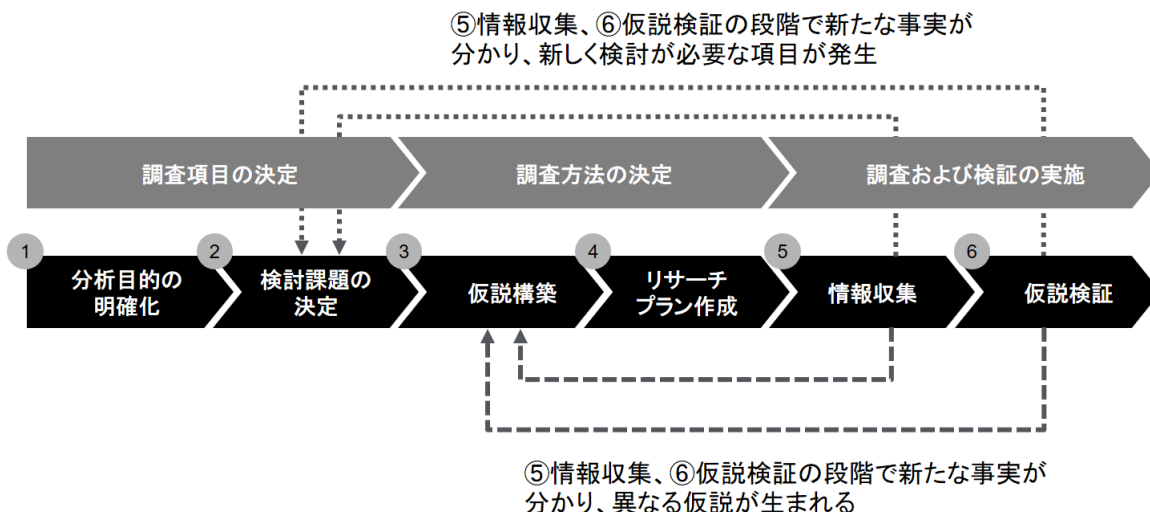 ⑤情報収集、⑥仮説検証の段階で新たな事実が
分かり、新しく検討が必要な項目が発生
調査項目の決定
調査方法の決定
調査および検証の実施
1
分析目的の
明確化
2
検討課題の
決定
3
仮説構築
4
リサーチ
プラン作成
5
情報収集
6
仮説検証
⑤情報収集、⑥仮説検証の段階で新たな事実が
分かり、異なる仮説が生まれる